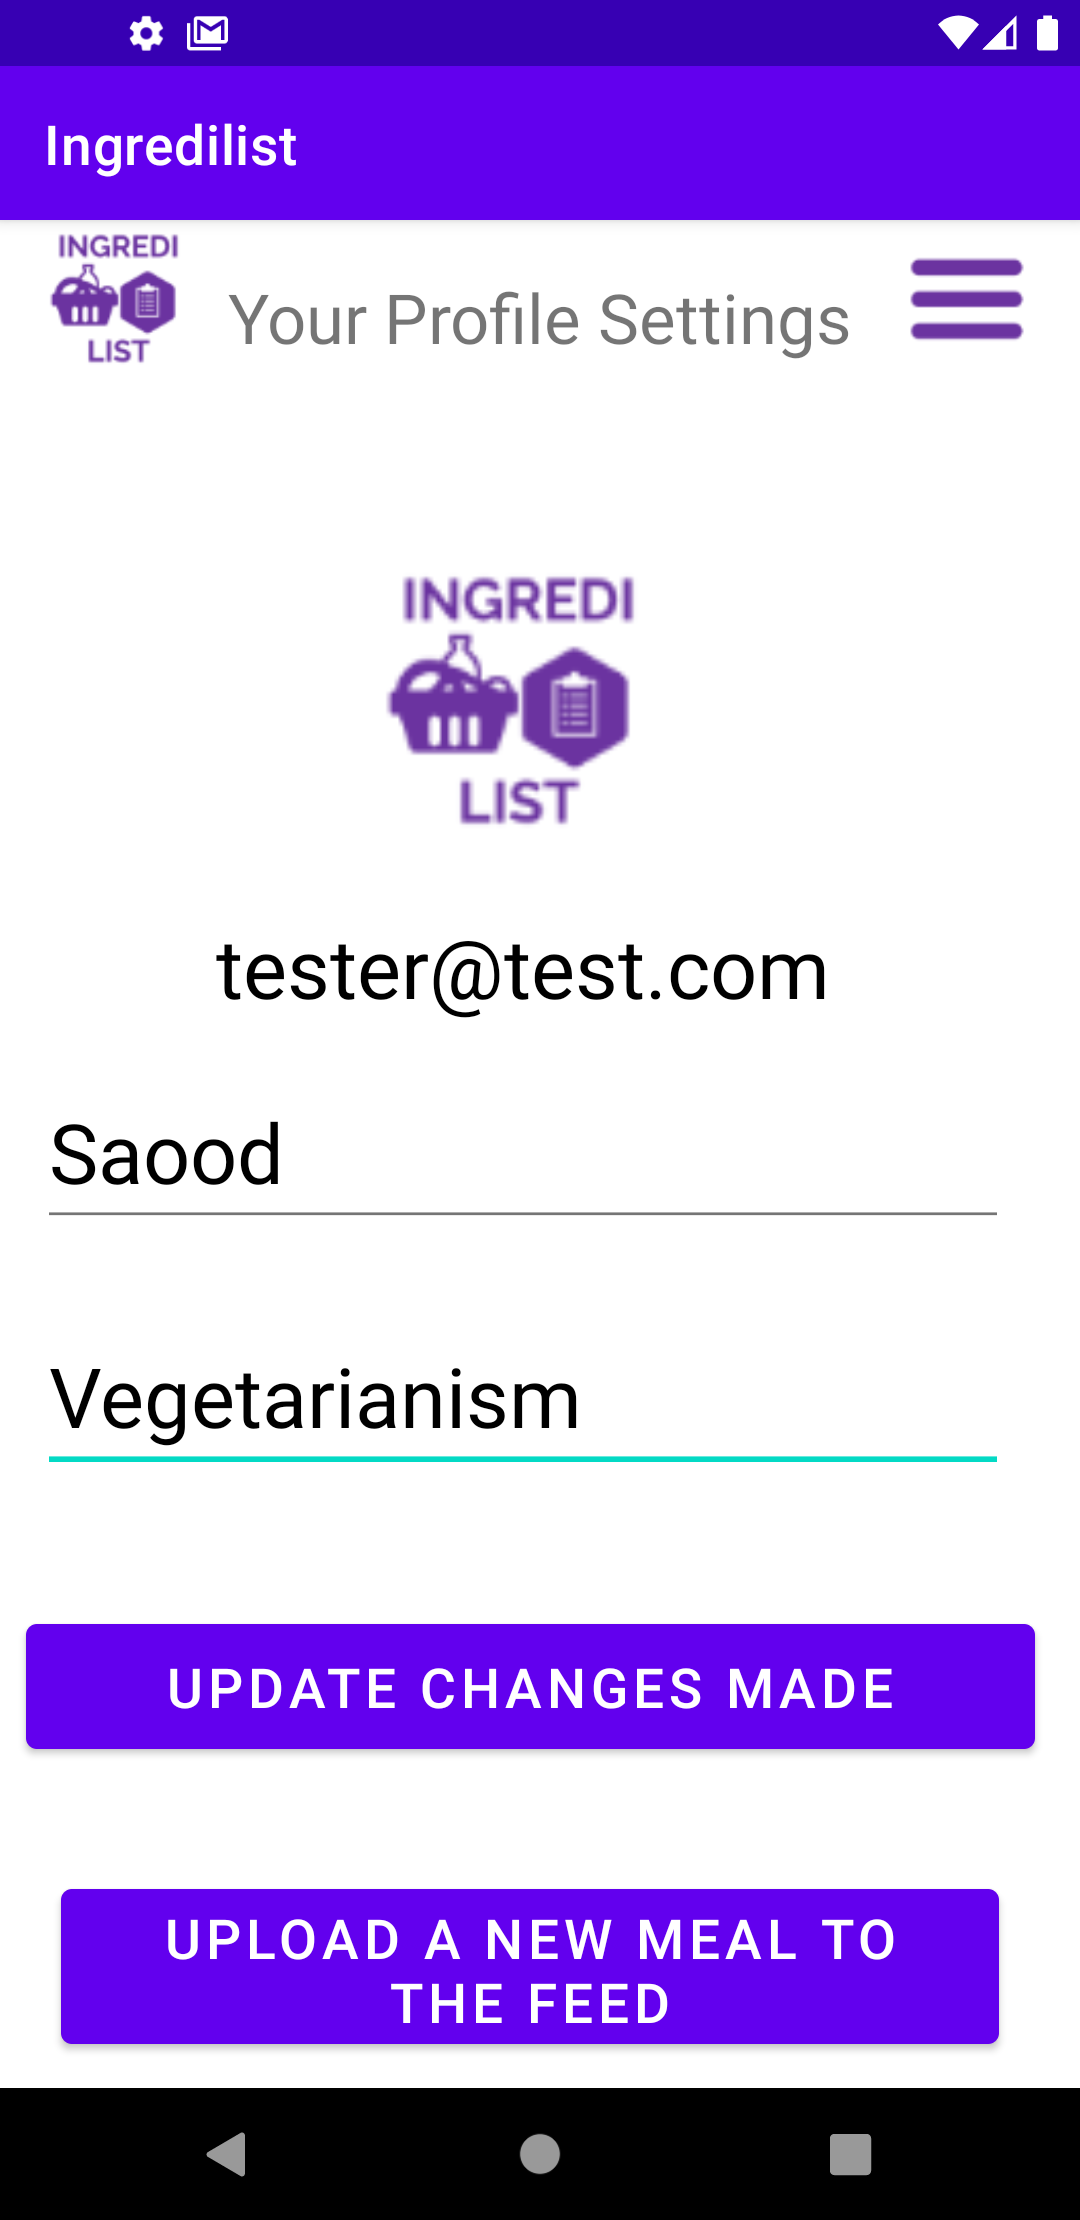 Ingredilist
INGREDI
LIST
Your Profile Settings
INGREDI
LIST
tester@test.com
Saood
Vegetarianism
UPDATE CHANGES MADE
UPLOAD A NEW MEAL TO
THE FEED